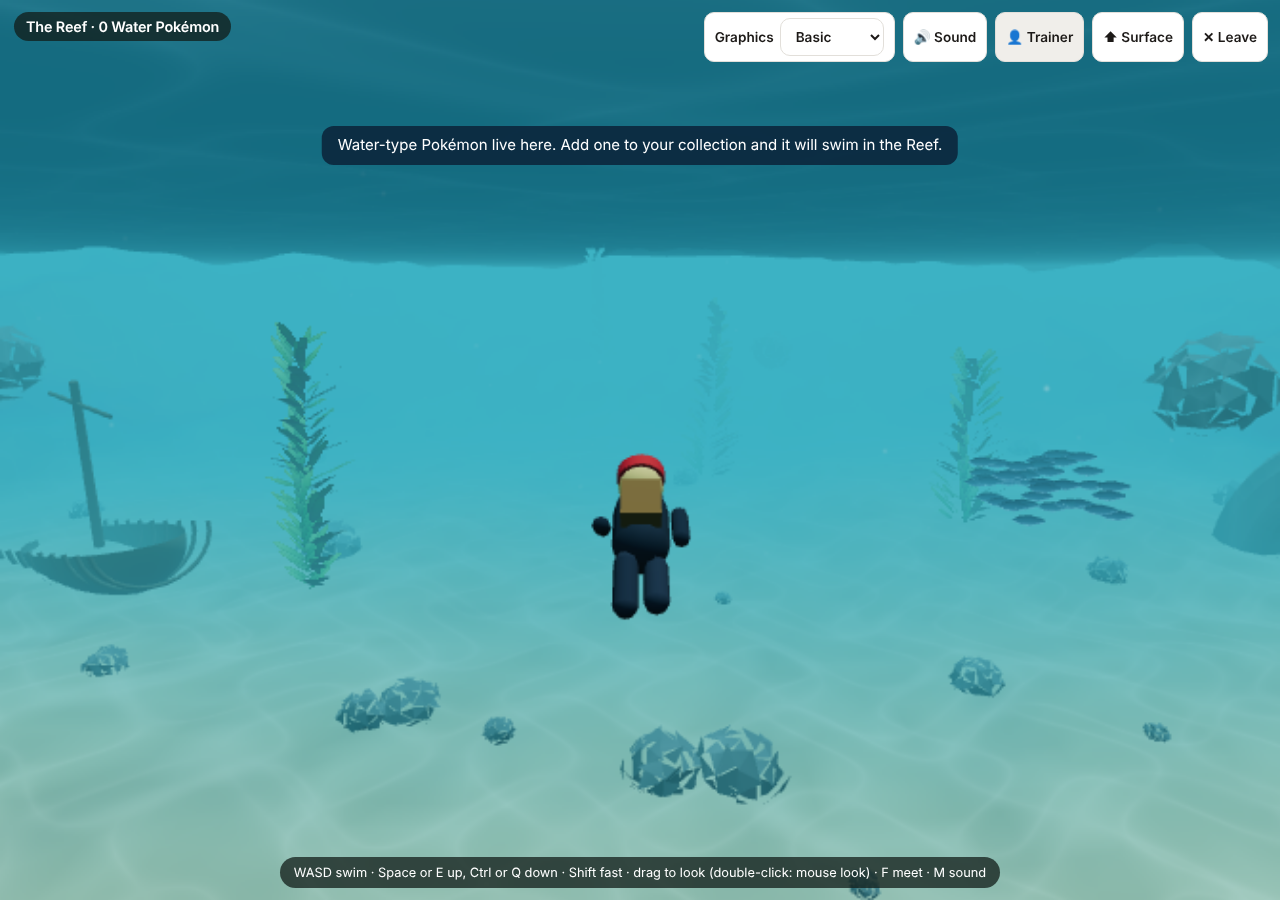 The Reef · 0 Water Pokémon
Graphics Basic
🔊 Sound
👤 Trainer
⬆ Surface
✕ Leave
Water-type Pokémon live here. Add one to your collection and it will swim in the Reef.
WASD swim · Space or E up, Ctrl or Q down · Shift fast · drag to look (double-click: mouse look) · F meet · M sound